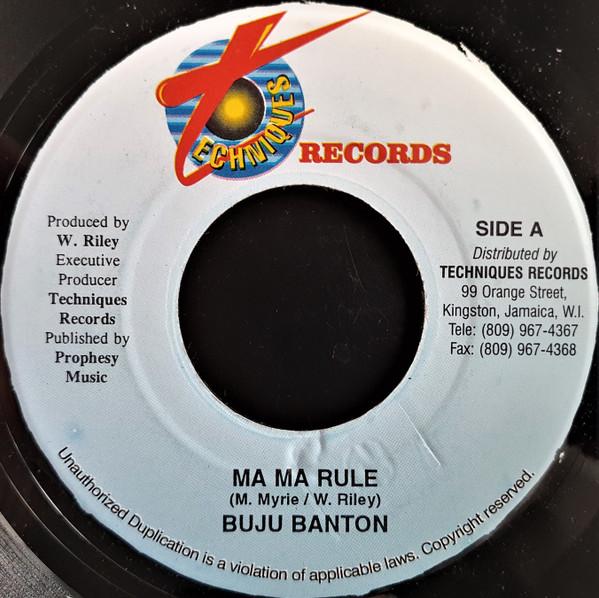 TECHNIQUES
RECORDS
Produced by
W. Riley
Executive
Producer
Techniques
Records
Published by
Prophesy
Music
SIDE A
Distributed by
TECHNIQUES RECORDS
99 Orange Street,
Kingston, Jamaica, W.I.
Tele: (809) 967-4367
Fax: (809) 967-4368
MA MA RULE
(M. Myrie / W. Riley)
BUJU BANTON
Unauthorized Duplication is a violation of applicable laws. Copyright reserved.